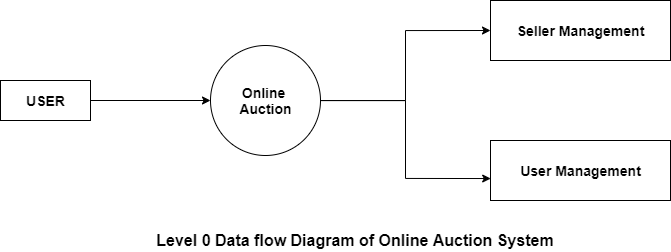 Seller Management
USER
Online
Auction
User Management
Level 0 Data flow Diagram of Online Auction System